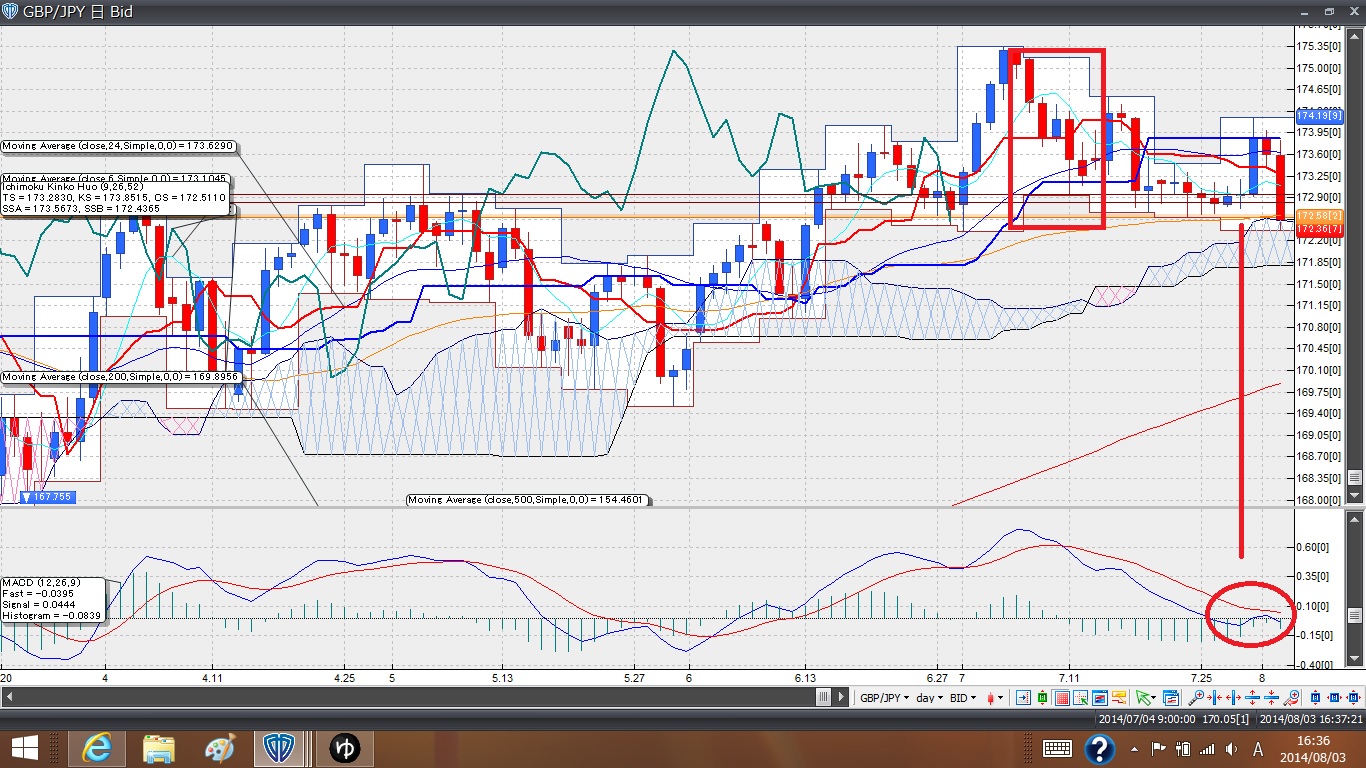 GBP/JPY 日 Bid
175.35[0]
175.00[0]
174.65[0]
174.19[9]
173.95[0]
173.60[0]
173.25[0]
172.90[0]
172.58[2]
172.36[7]
172.20[0]
171.85[0]
171.50[0]
171.15[0]
170.80[0]
170.45[0]
170.10[0]
169.75[0]
169.40[0]
169.05[0]
168.70[0]
168.35[0]
168.00[0]
Moving Average (close,24,Simple,0,0) = 173.6290
Moving Average (close,6,Simple,0,0) = 173.1045
Ichimoku Kinko Huo (9,26,52)
TS = 173.2830, KS = 173.8515, CS = 172.5110
SSA = 173.5673, SSB = 172.4365
Moving Average (close,200,Simple,0,0) = 169.8956
167.755
Moving Average (close,500,Simple,0,0) = 154.4601
MACD (12,26,9)
Fast = -0.0395
Signal = 0.0444
Histogram = -0.0839
0.60[0]
0.35[0]
0.10[0]
-0.15[0]
-0.40[0]
20 4 4.11 4.25 5 5.13 5.27 6 6.13 6.27 7 7.11 7.25 8
GBP/JPY day BID
2014/07/04 9:00:00 170.05[1] 2014/08/03 16:37:21
ゆ
A
16:36
2014/08/03